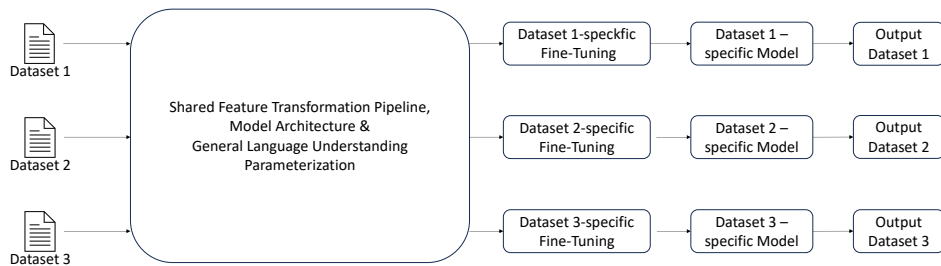 Dataset 1
Shared Feature Transformation Pipeline,
Model Architecture &
General Language Understanding
Parameterization
Dataset 1-speckfic
Fine-Tuning
Dataset 1 –
specific Model
Output
Dataset 1
Dataset 2
Dataset 2-specific
Fine-Tuning
Dataset 2 –
specific Model
Output
Dataset 2
Dataset 3
Dataset 3-specific
Fine-Tuning
Dataset 3 –
specific Model
Output
Dataset 3